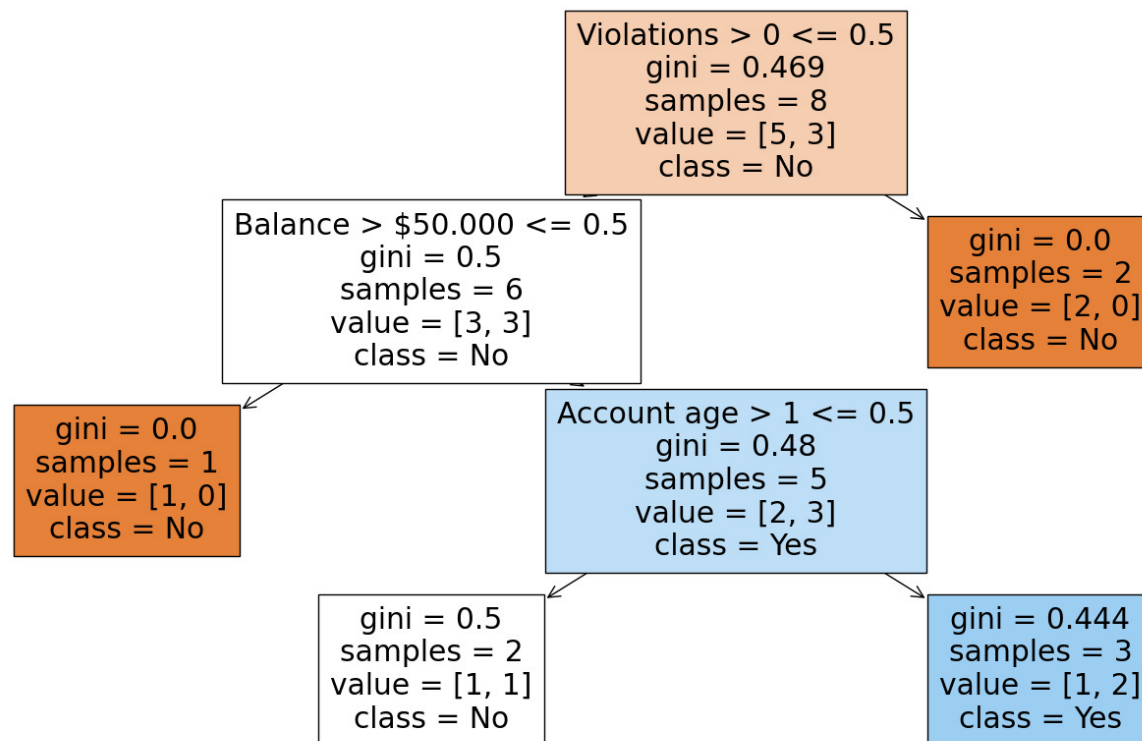 Violations > 0 <= 0.5
gini = 0.469
samples = 8
value = [5, 3]
class = No
Balance > $50.000 <= 0.5
gini = 0.5
samples = 6
value = [3, 3]
class = No
gini = 0.0
samples = 2
value = [2, 0]
class = No
gini = 0.0
samples = 1
value = [1, 0]
class = No
Account age > 1 <= 0.5
gini = 0.48
samples = 5
value = [2, 3]
class = Yes
gini = 0.5
samples = 2
value = [1, 1]
class = No
gini = 0.444
samples = 3
value = [1, 2]
class = Yes